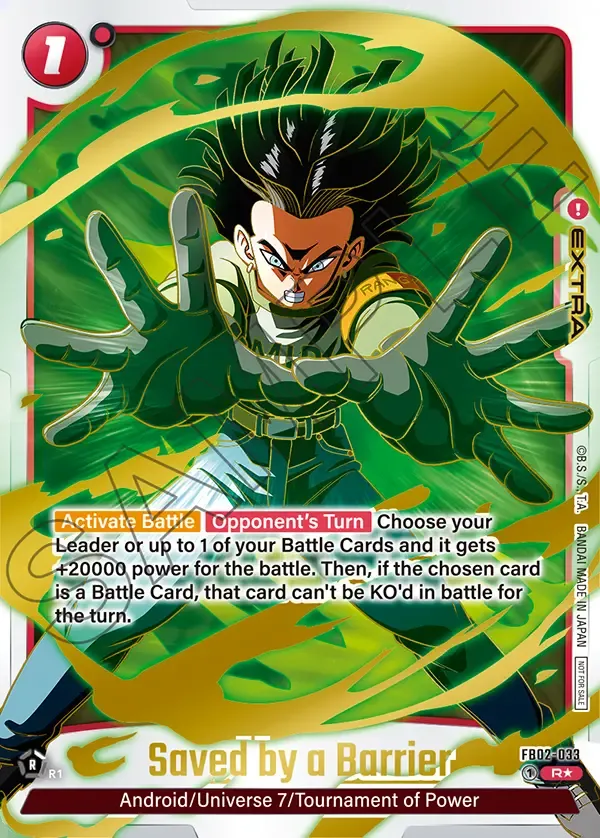 1
!
EXTRA
RANGER
MIR
SAMPLE
Activate Battle Opponent's Turn Choose your
Leader or up to 1 of your Battle Cards and it gets
+20000 power for the battle. Then, if the chosen card
is a Battle Card, that card can't be KO'd in battle for
the turn.
©B.S./S., T.A. BANDAI MADE IN JAPAN
NOT FOR SALE
Saved by a Barrier
FB02-033
R R1
1 R★
Android/Universe 7/Tournament of Power